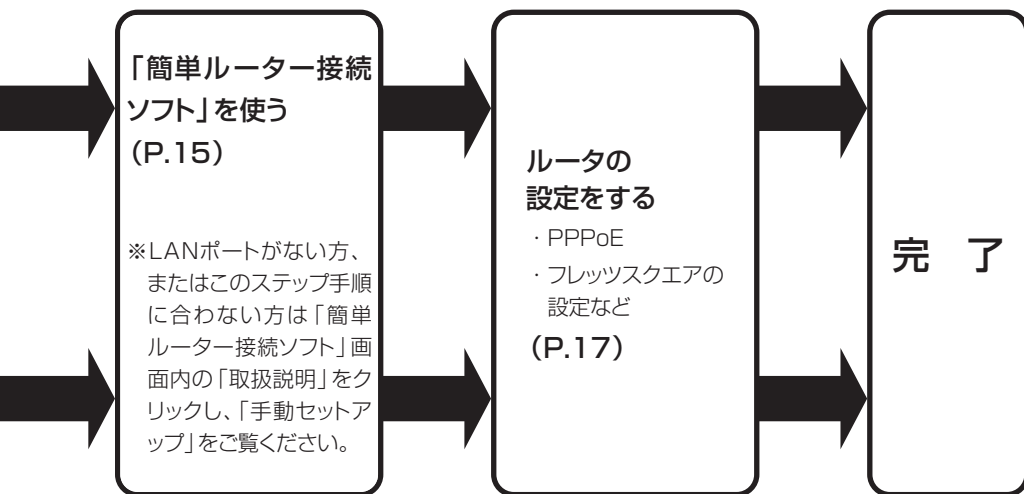 「簡単ルーター接続
ソフト」を使う
（P.15）
※LANポートがない方、
またはこのステップ手順
に合わない方は「簡単
ルーター接続ソフト」画
面内の「取扱説明」をク
リックし、「手動セットア
ップ」をご覧ください。
ルータの
設定をする
・PPPoE
・フレッツスクエアの
設定など
（P.17）
完　了